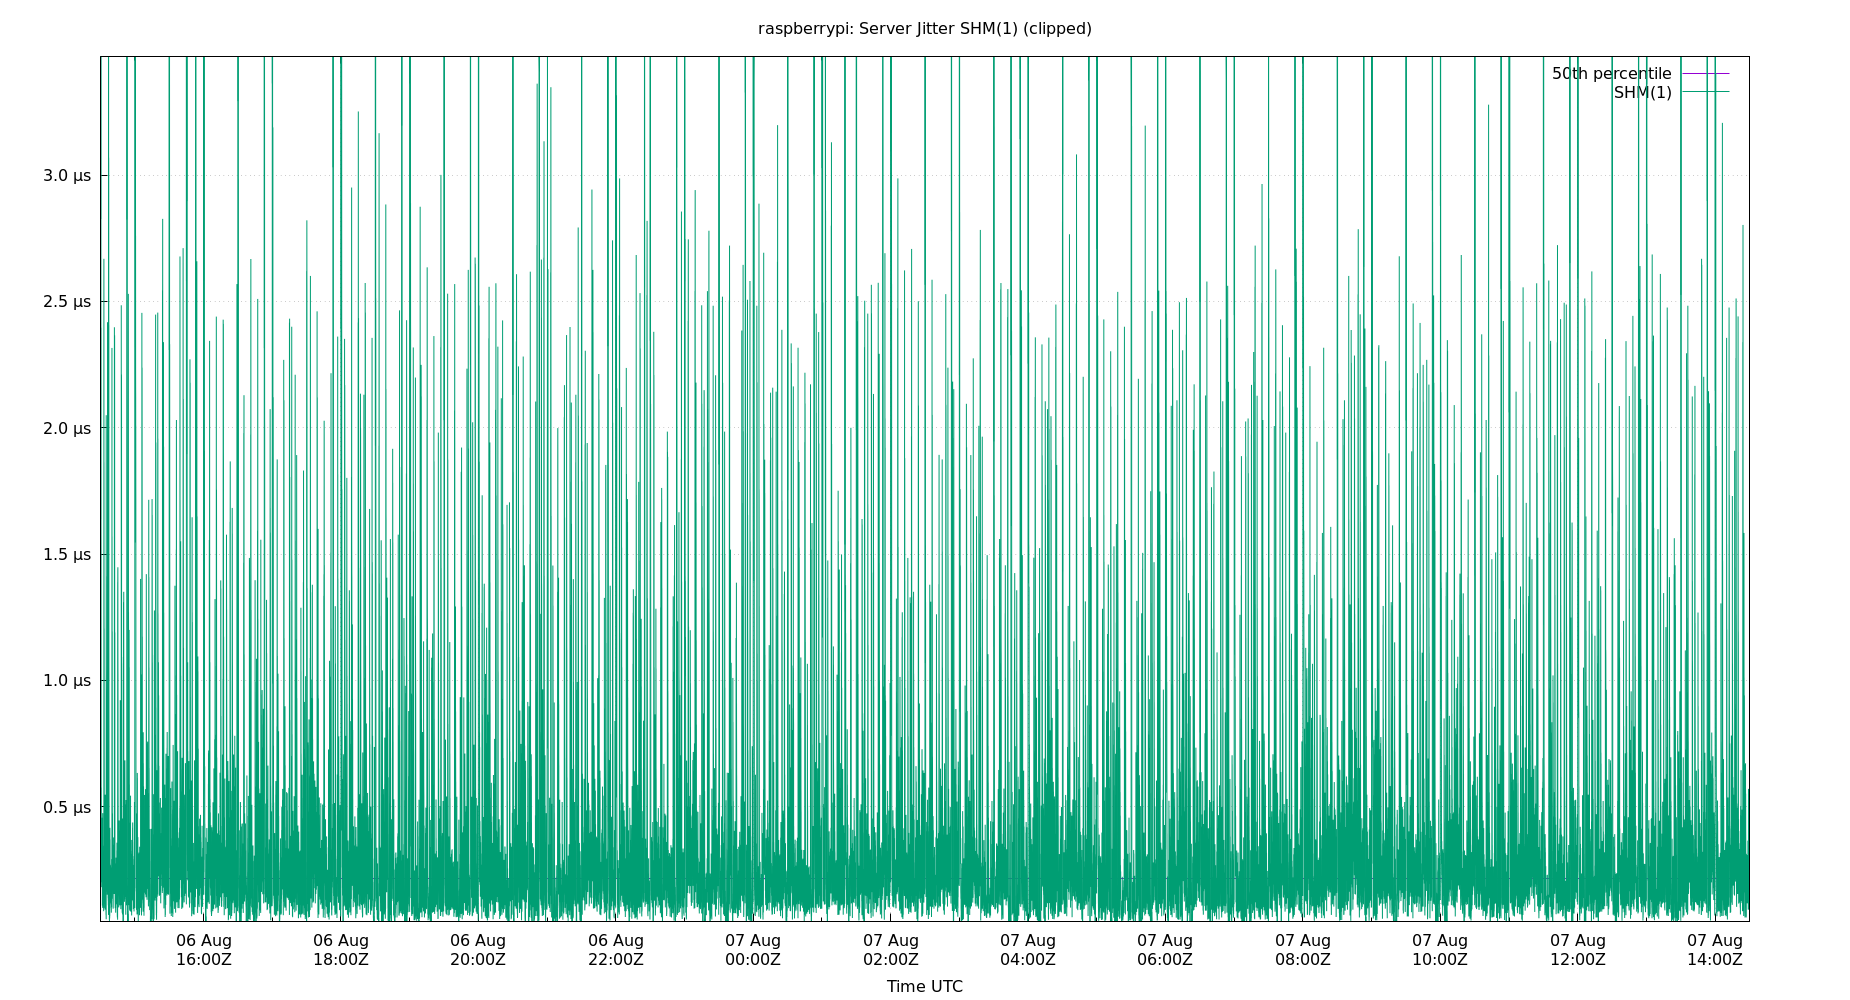 raspberrypi: Server Jitter SHM(1) (clipped)
50th percentile
SHM(1)
3.0 µs
2.5 µs
2.0 µs
1.5 µs
1.0 µs
0.5 µs
06 Aug 06 Aug 06 Aug 06 Aug 07 Aug 07 Aug 07 Aug 07 Aug 07 Aug 07 Aug 07 Aug 07 Aug
16:00Z 18:00Z 20:00Z 22:00Z 00:00Z 02:00Z 04:00Z 06:00Z 08:00Z 10:00Z 12:00Z 14:00Z
Time UTC